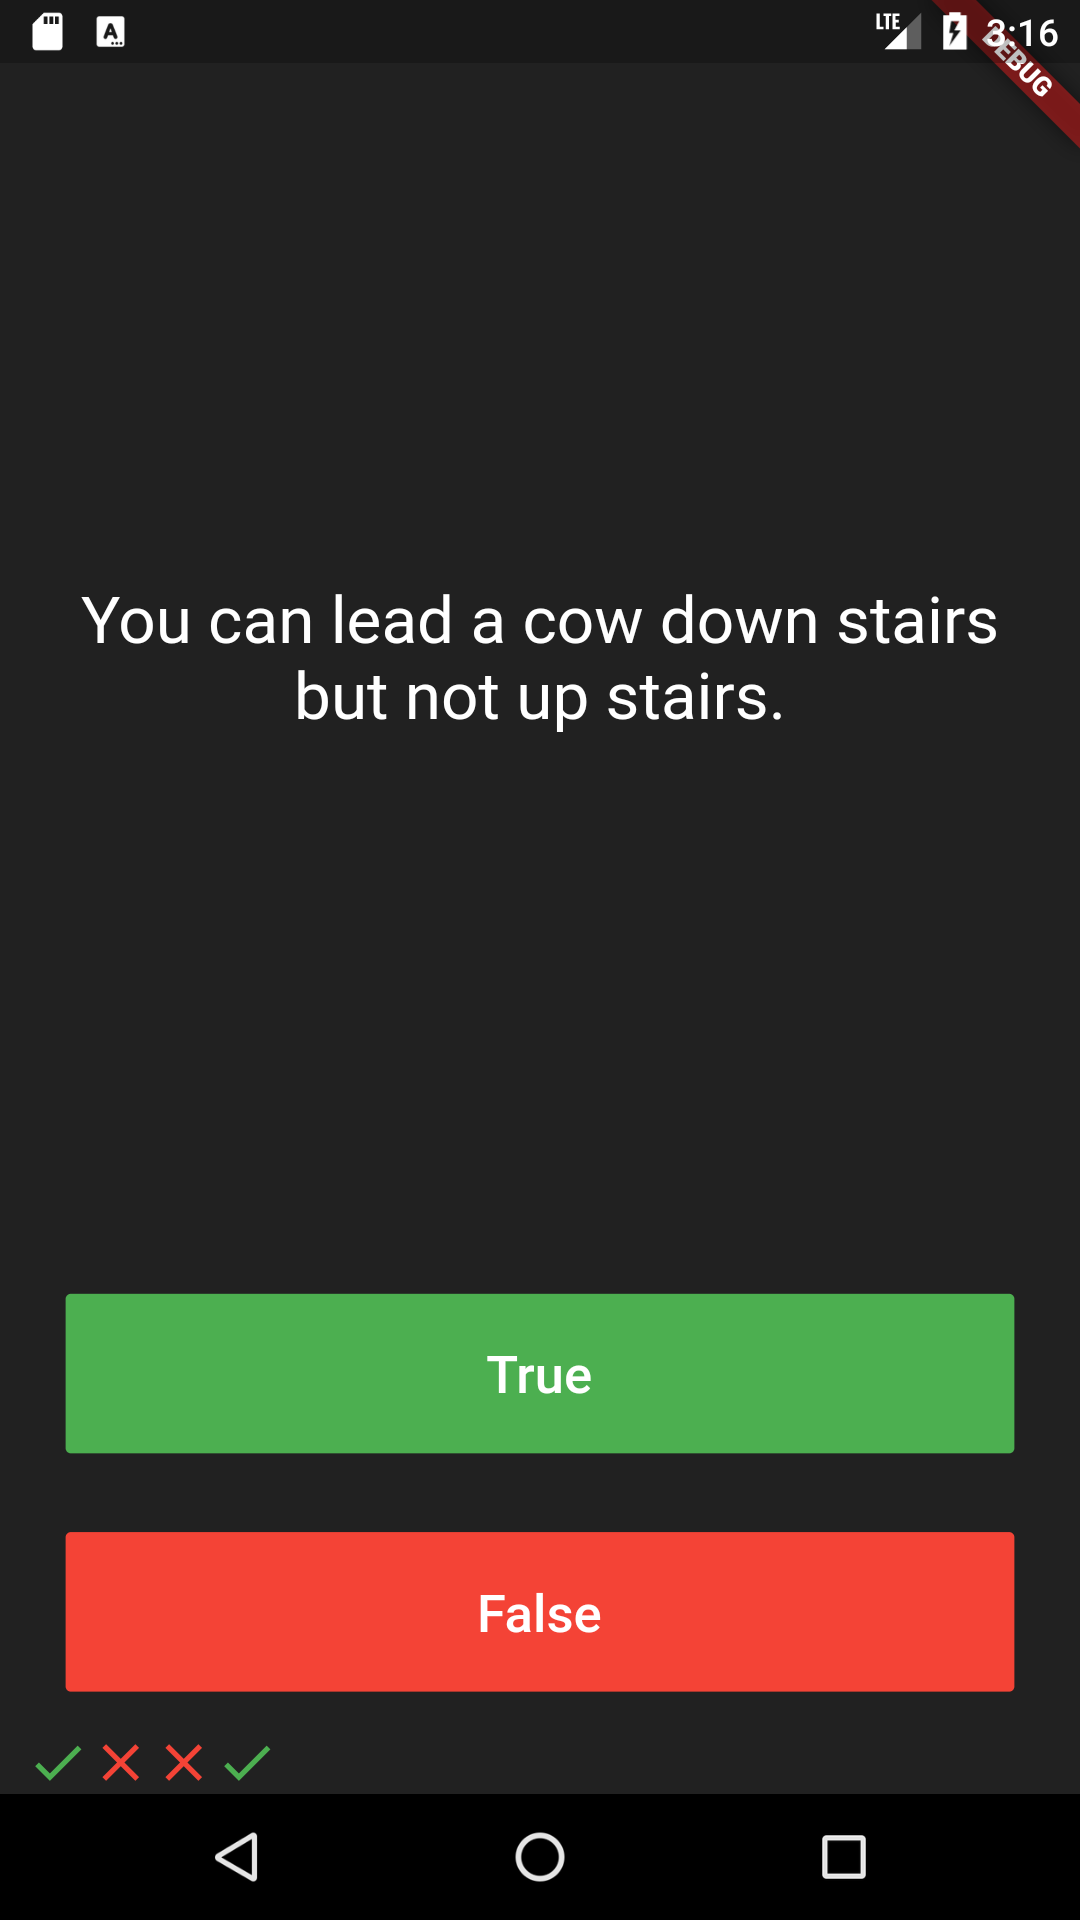 LTE 3:16
DEBUG
You can lead a cow down stairs
but not up stairs.
True
False